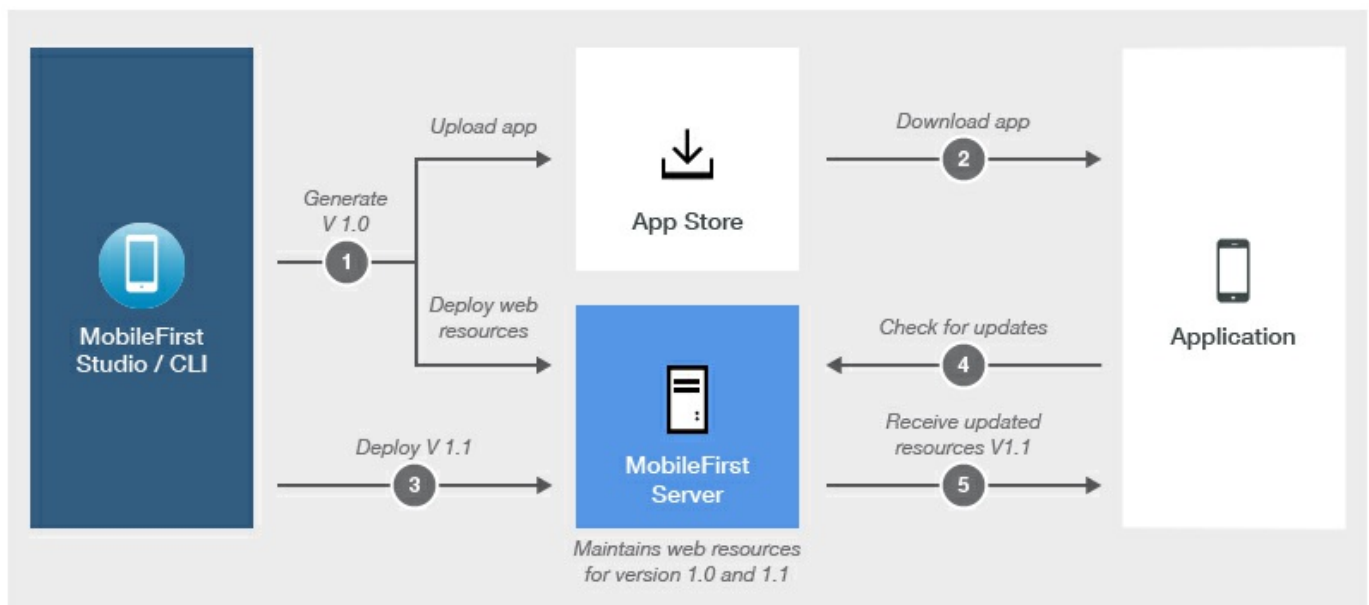 Upload app
Generate
V 1.0
1
Deploy web
resources
MobileFirst
Studio / CLI
Deploy V 1.1
3
App Store
MobileFirst
Server
Maintains web resources
for version 1.0 and 1.1
Download app
2
Check for updates
4
Receive updated
resources V1.1
5
Application